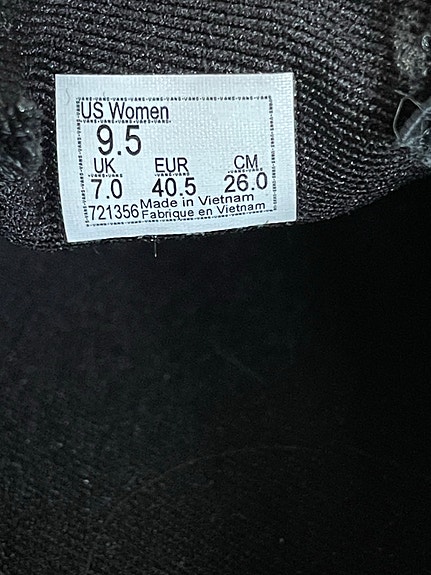 US Women
9.5
UK EUR CM
7.0 40.5 26.0
721356 Made in Vietnam
Fabrique en Vietnam